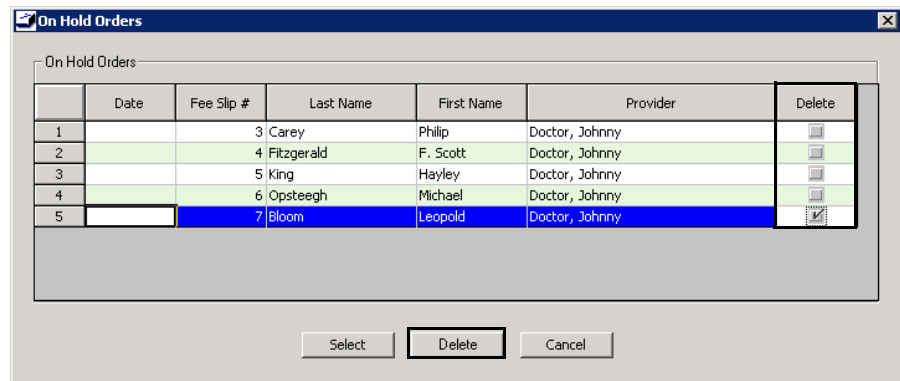 On Hold Orders
On Hold Orders
Date Fee Slip # Last Name First Name Provider Delete
1 3 Carey Philip Doctor, Johnny
2 4 Fitzgerald F. Scott Doctor, Johnny
3 5 King Hayley Doctor, Johnny
4 6 Opsteegh Michael Doctor, Johnny
5 7 Bloom Leopold Doctor, Johnny
Select Delete Cancel